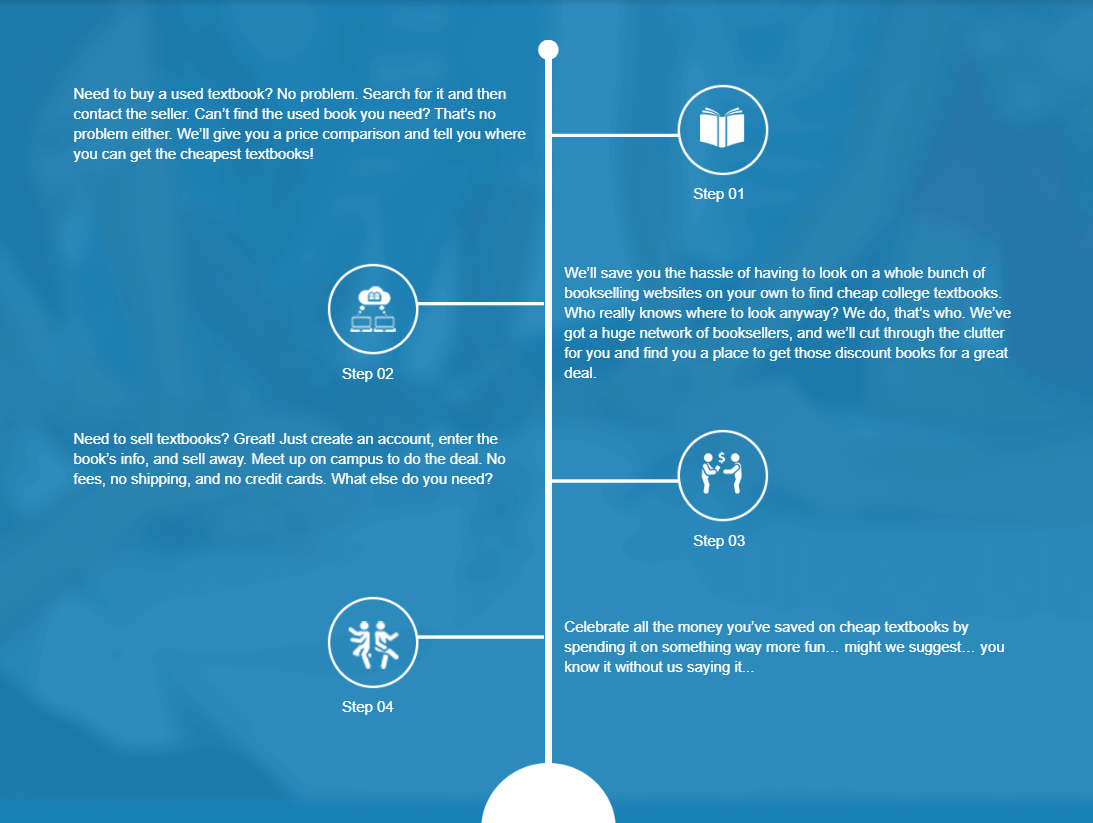 Need to buy a used textbook? No problem. Search for it and then
contact the seller. Can't find the used book you need? That's no
problem either. We'll give you a price comparison and tell you where
you can get the cheapest textbooks!
Step 01
We'll save you the hassle of having to look on a whole bunch of
bookselling websites on your own to find cheap college textbooks.
Who really knows where to look anyway? We do, that's who. We've
got a huge network of booksellers, and we'll cut through the clutter
for you and find you a place to get those discount books for a great
deal.
Step 02
Need to sell textbooks? Great! Just create an account, enter the
book's info, and sell away. Meet up on campus to do the deal. No
fees, no shipping, and no credit cards. What else do you need?
$
Step 03
Celebrate all the money you've saved on cheap textbooks by
spending it on something way more fun… might we suggest… you
know it without us saying it...
Step 04